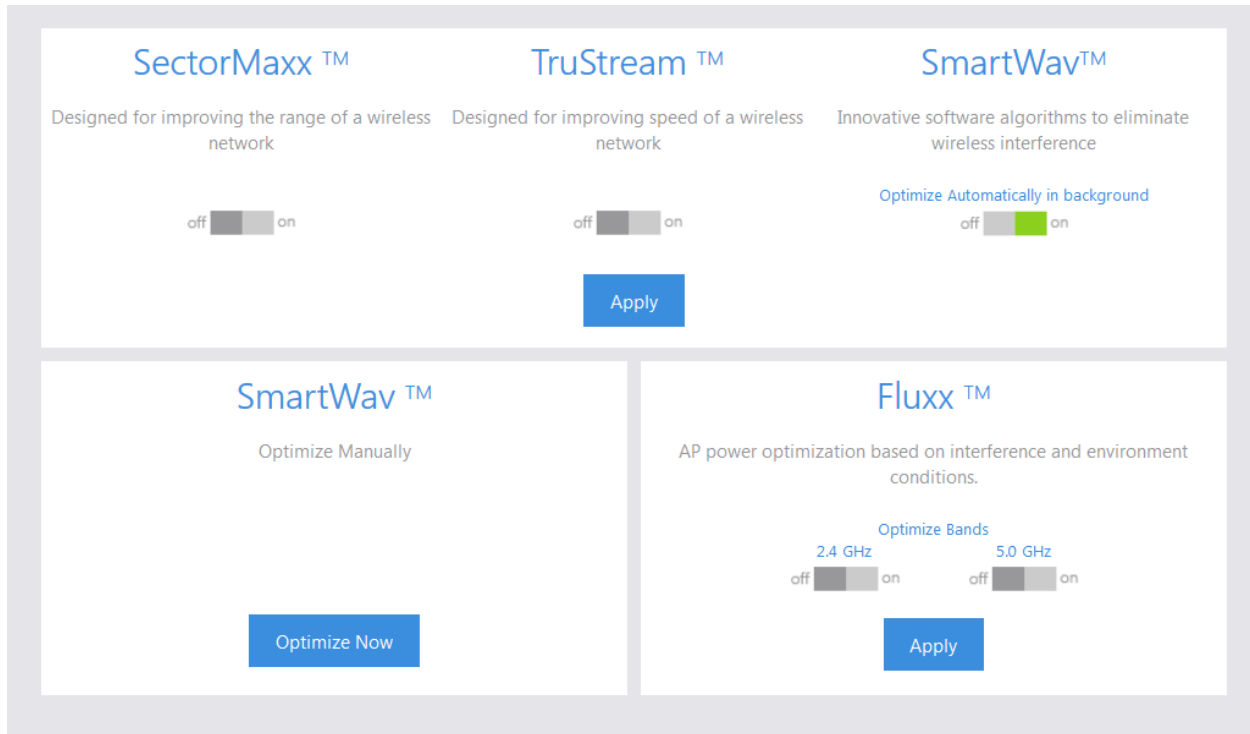 SectorMaxx ™
Designed for improving the range of a wireless
network
off on
TruStream ™
Designed for improving speed of a wireless
network
off on
SmartWav™
Innovative software algorithms to eliminate
wireless interference
Optimize Automatically in background
off on
Apply
SmartWav ™
Optimize Manually
Optimize Now
Fluxx ™
AP power optimization based on interference and environment
conditions.
Optimize Bands
2.4 GHz 5.0 GHz
off on off on
Apply